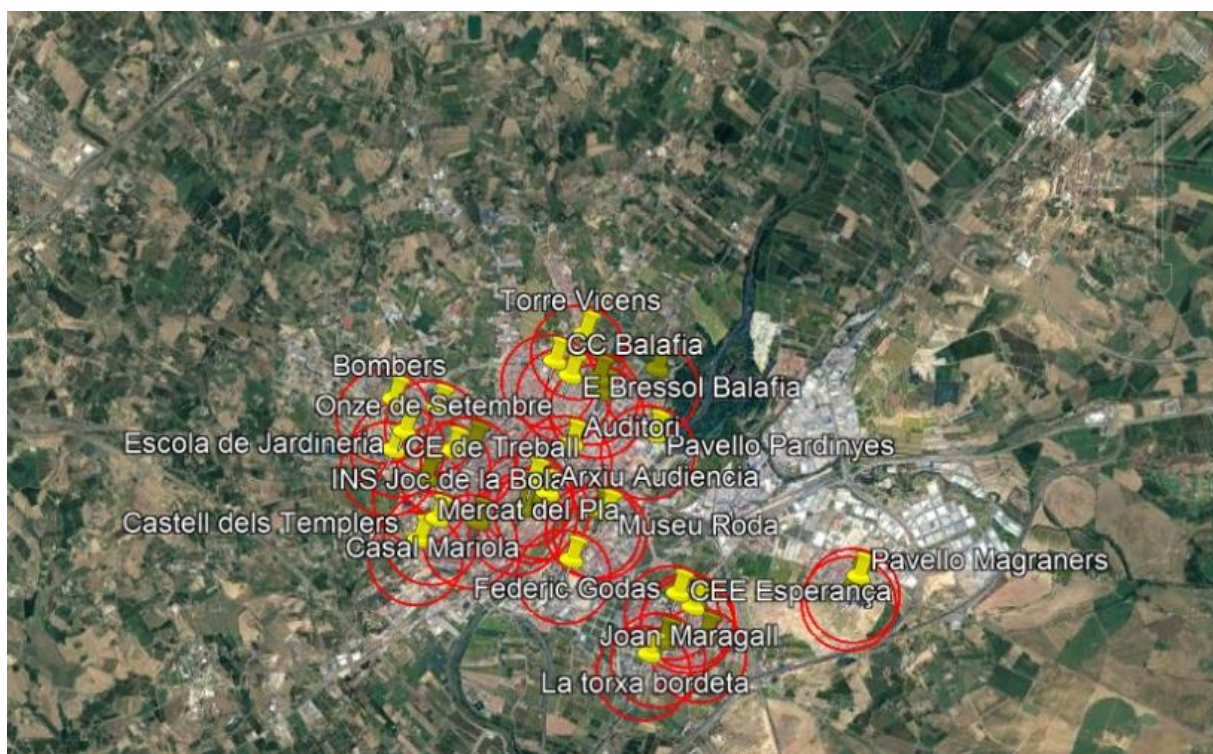 Torre Vicens
CC Balafia
Bombers
E Bressol Balafia
Onze de Setembre
Auditori
Escola de Jardineria
CE de Treball
Pavello Pardinyes
INS Joc de la Bola
Arxiu Audiencia
Castell dels Templers
Mercat del Pla
Museu Roda
Casal Mariola
Pavello Magraners
Federic Godas
CEE Esperança
Joan Maragall
La torxa bordeta